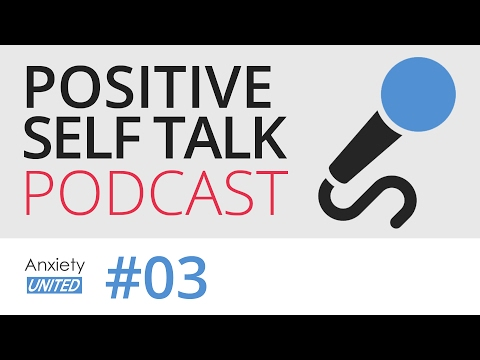 POSITIVE
SELF TALK
PODCAST
Anxiety
UNITED
#03